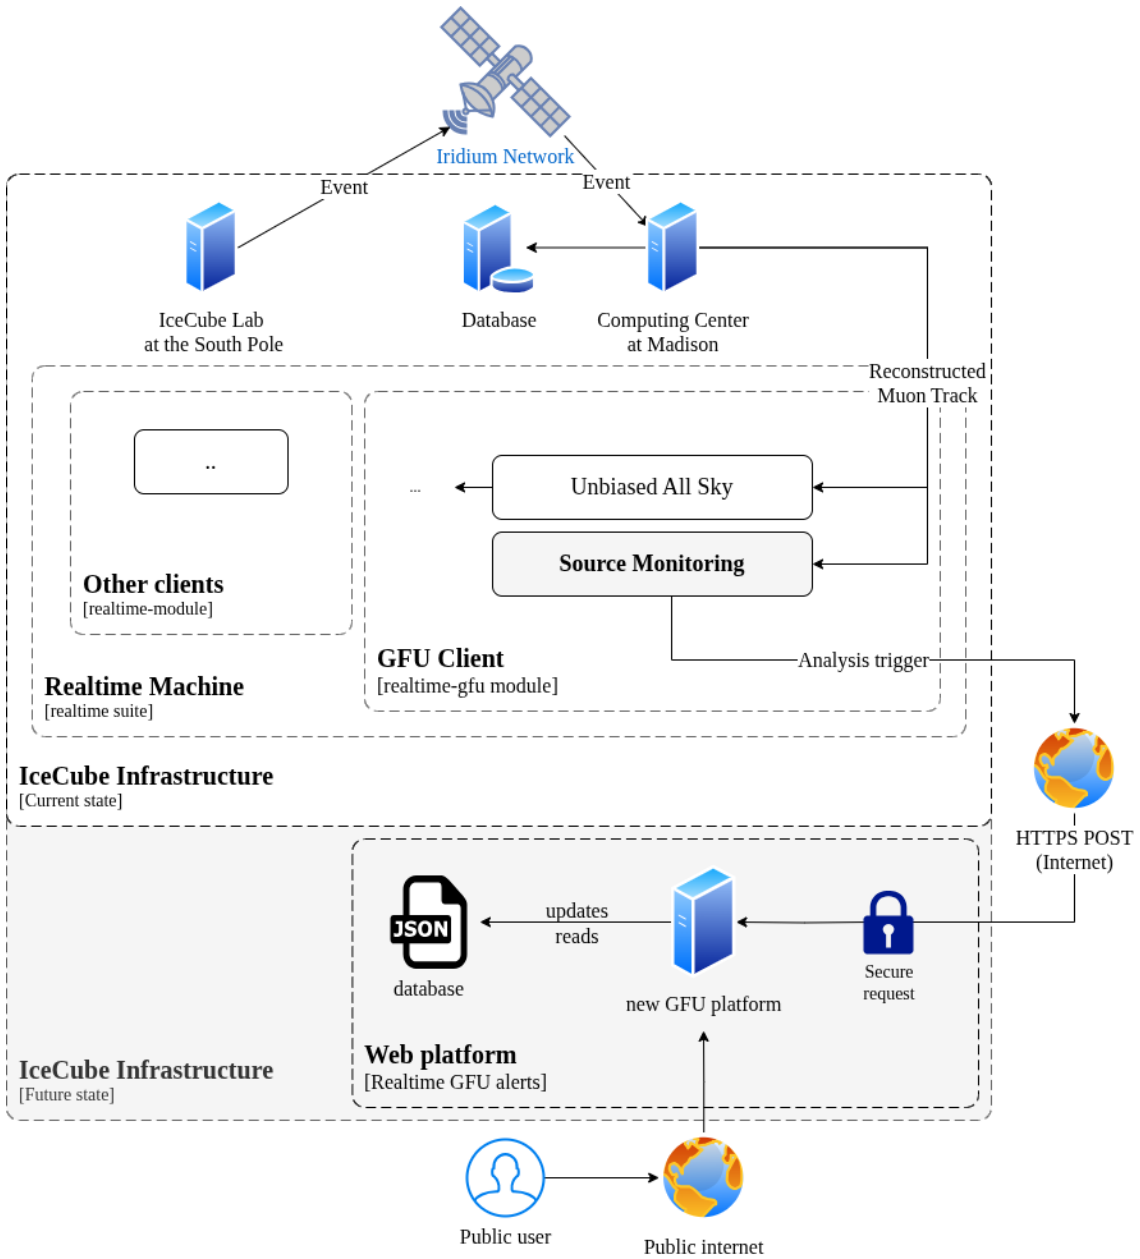 Iridium Network
Event
Event
IceCube Lab
at the South Pole
Database
Computing Center
at Madison
Reconstructed
Muon Track
..
Unbiased All Sky
...
Source Monitoring
Other clients
[realtime-module]
GFU Client
[realtime-gfu module]
Analysis trigger
Realtime Machine
[realtime suite]
IceCube Infrastructure
[Current state]
HTTPS POST
(Internet)
JSON
database
updates
reads
new GFU platform
Secure
request
Web platform
[Realtime GFU alerts]
IceCube Infrastructure
[Future state]
Public user
Public internet